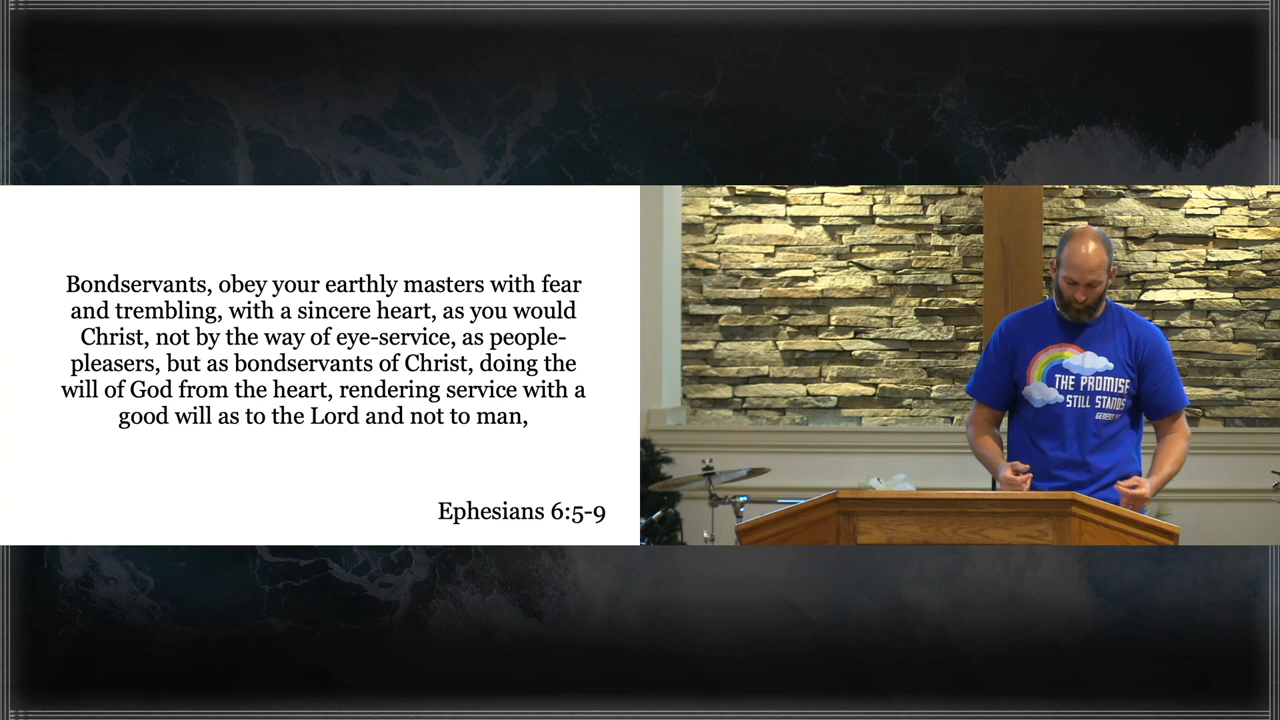 Bondservants, obey your earthly masters with fear
and trembling, with a sincere heart, as you would
Christ, not by the way of eye-service, as people-
pleasers, but as bondservants of Christ, doing the
will of God from the heart, rendering service with a
good will as to the Lord and not to man,
Ephesians 6:5-9
THE PROMISE
STILL STANDS
GENESIS